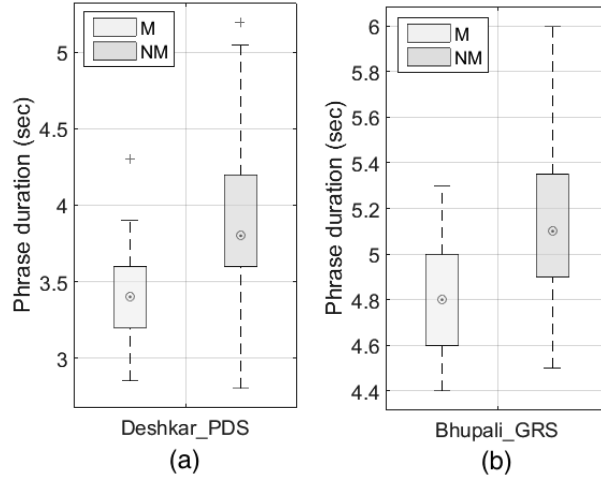 M
NM
Phrase duration (sec)
5
4.5
4
3.5
3
Deshkar_PDS
(a)
M
NM
Phrase duration (sec)
6
5.8
5.6
5.4
5.2
5
4.8
4.6
4.4
Bhupali_GRS
(b)